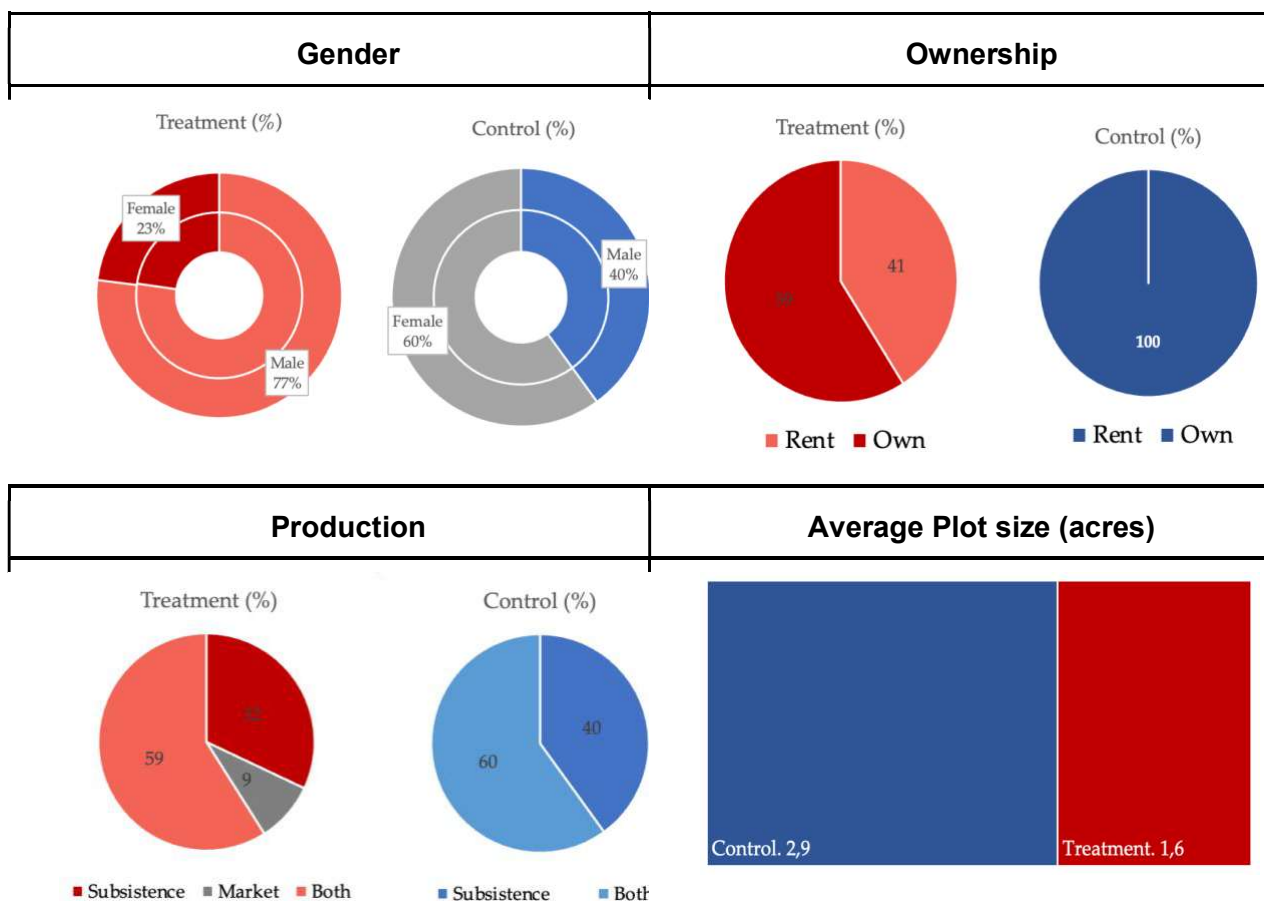 Gender
Ownership
Treatment (%)
Control (%)
Treatment (%)
Control (%)
Female
23%
Male
77%
Male
40%
Female
60%
41
100
Rent Own
Rent Own
Production
Average Plot size (acres)
Treatment (%)
Control (%)
32
9
59
40
60
Subsistence Market Both
Subsistence Both
Control. 2,9
Treatment. 1,6